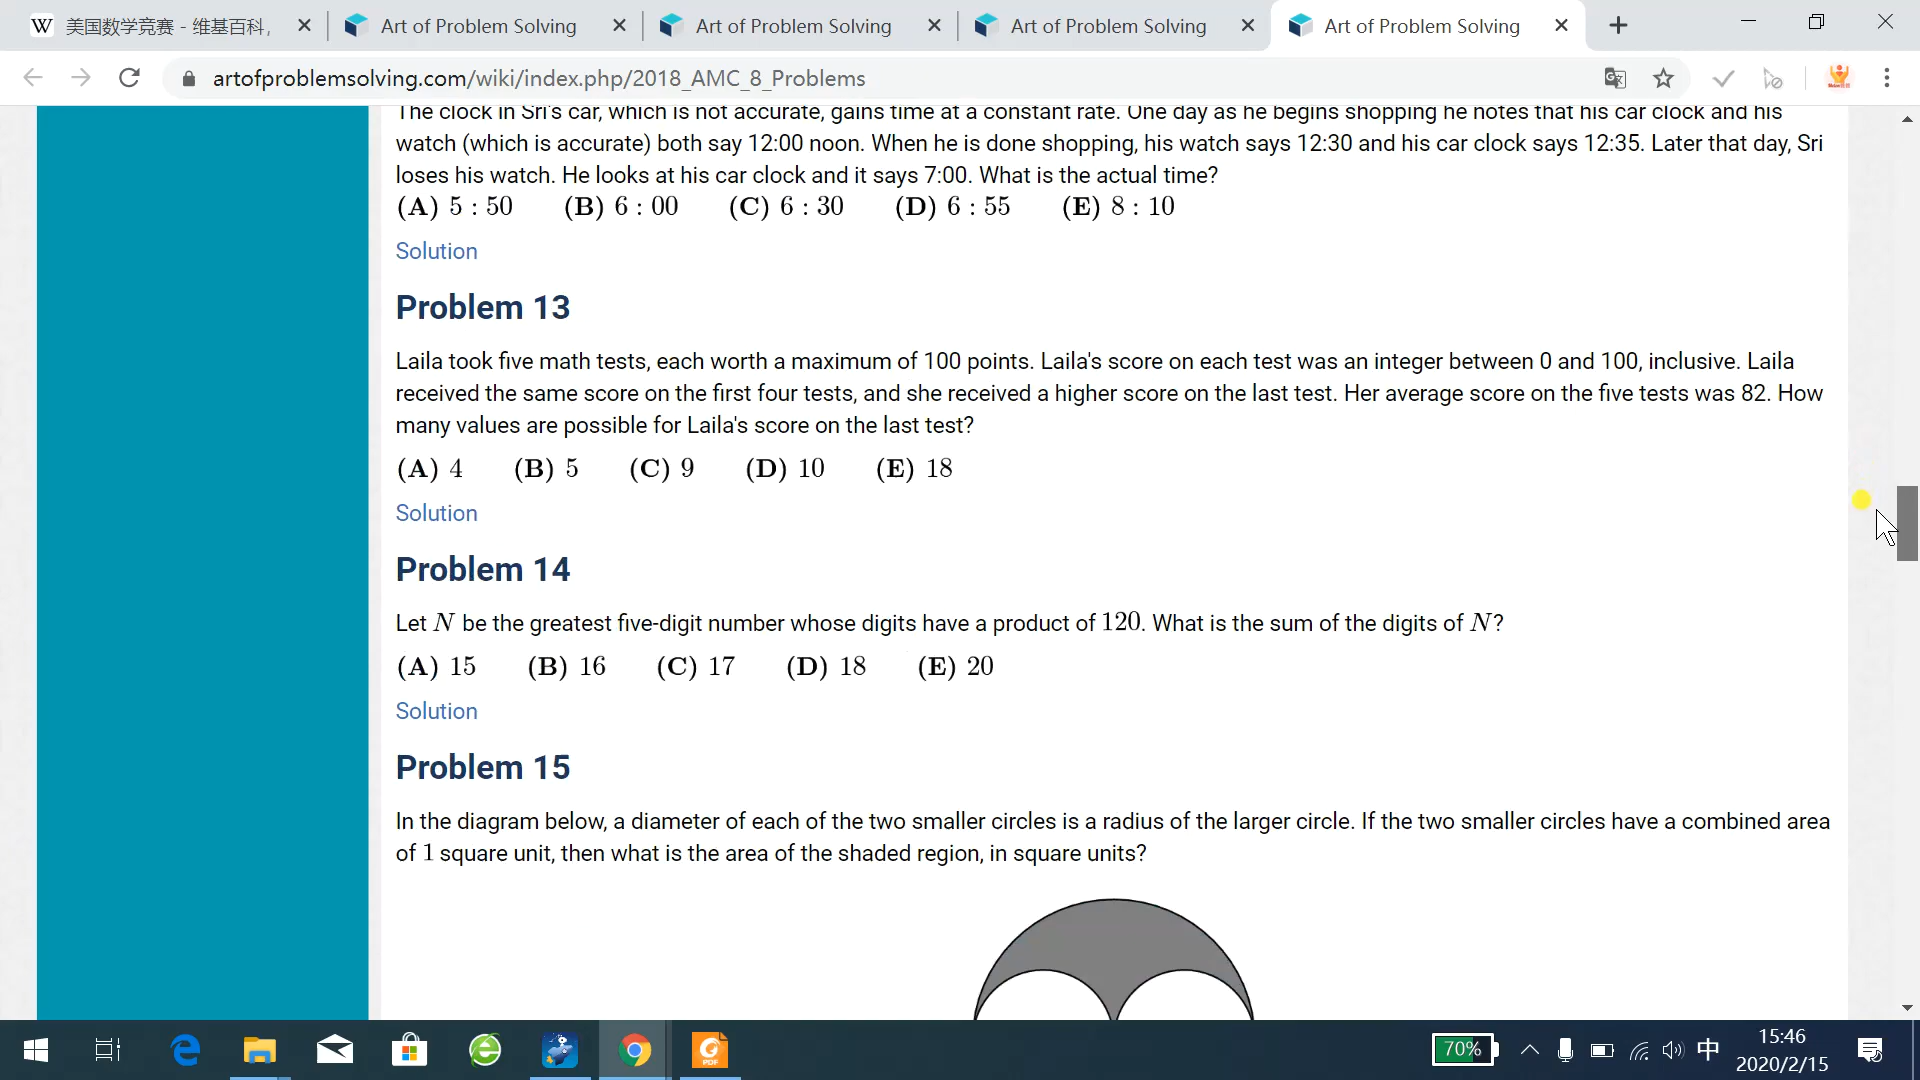 W 美国数学竞赛 - 维基百科,
Art of Problem Solving
Art of Problem Solving
Art of Problem Solving
Art of Problem Solving
artofproblemsolving.com/wiki/index.php/2018_AMC_8_Problems
The clock in Sri's car, which is not accurate, gains time at a constant rate. One day as he begins shopping he notes that his car clock and his
watch (which is accurate) both say 12:00 noon. When he is done shopping, his watch says 12:30 and his car clock says 12:35. Later that day, Sri
loses his watch. He looks at his car clock and it says 7:00. What is the actual time?
(A) 5 : 50 (B) 6 : 00 (C) 6 : 30 (D) 6 : 55 (E) 8 : 10
Solution
Problem 13
Laila took five math tests, each worth a maximum of 100 points. Laila's score on each test was an integer between 0 and 100, inclusive. Laila
received the same score on the first four tests, and she received a higher score on the last test. Her average score on the five tests was 82. How
many values are possible for Laila's score on the last test?
(A) 4 (B) 5 (C) 9 (D) 10 (E) 18
Solution
Problem 14
Let N be the greatest five-digit number whose digits have a product of 120. What is the sum of the digits of N?
(A) 15 (B) 16 (C) 17 (D) 18 (E) 20
Solution
Problem 15
In the diagram below, a diameter of each of the two smaller circles is a radius of the larger circle. If the two smaller circles have a combined area
of 1 square unit, then what is the area of the shaded region, in square units?
PDF
70%
中
15:46
2020/2/15